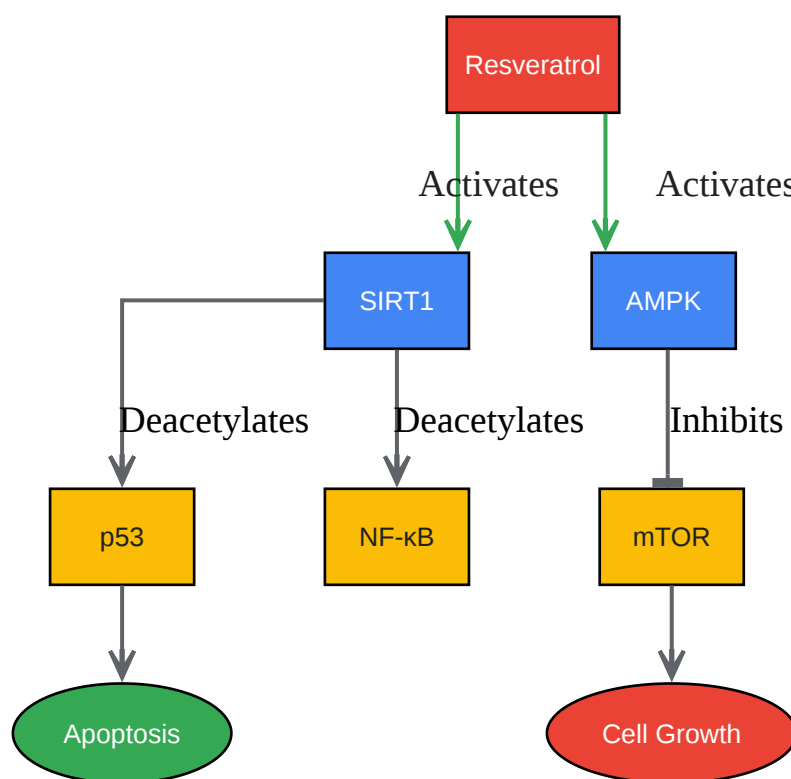 Resveratrol
Activates
Activates
SIRT1
AMPK
Deacetylates
Deacetylates
Inhibits
p53
NF-κB
mTOR
Apoptosis
Cell Growth